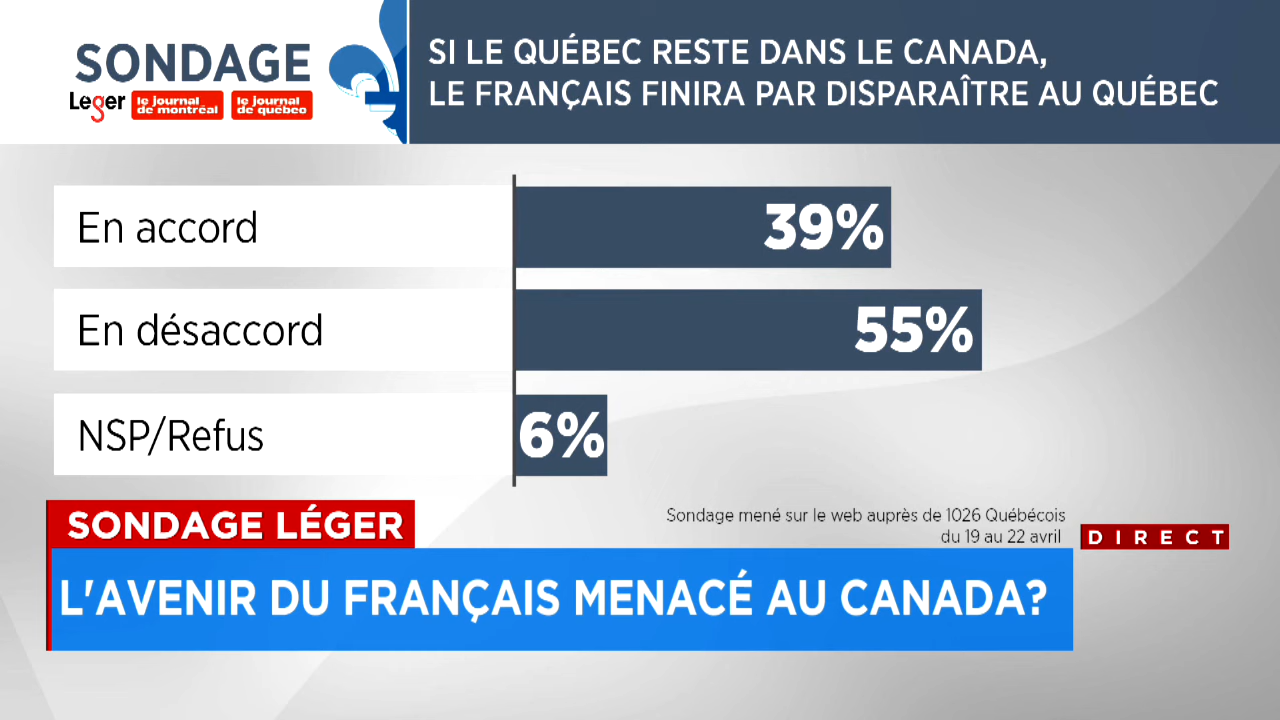 SONDAGE
Leger le journal de montréal le journal de québec
SI LE QUÉBEC RESTE DANS LE CANADA,
LE FRANÇAIS FINIRA PAR DISPARAÎTRE AU QUÉBEC
En accord 39%
En désaccord 55%
NSP/Refus 6%
SONDAGE LÉGER
Sondage mené sur le web auprès de 1026 Québécois
du 19 au 22 avril
DIRECT
L'AVENIR DU FRANÇAIS MENACÉ AU CANADA?